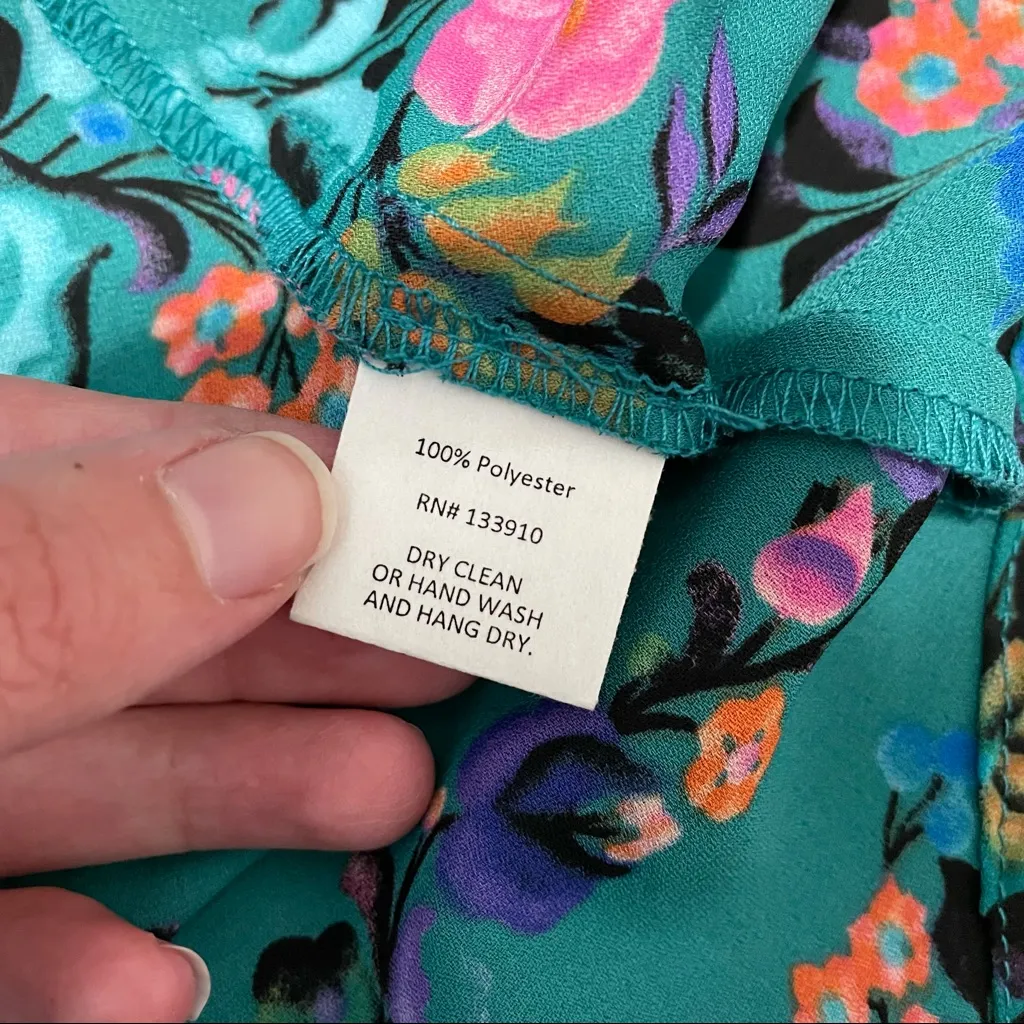 100% Polyester
RN# 133910
DRY CLEAN
OR HAND WASH
AND HANG DRY.